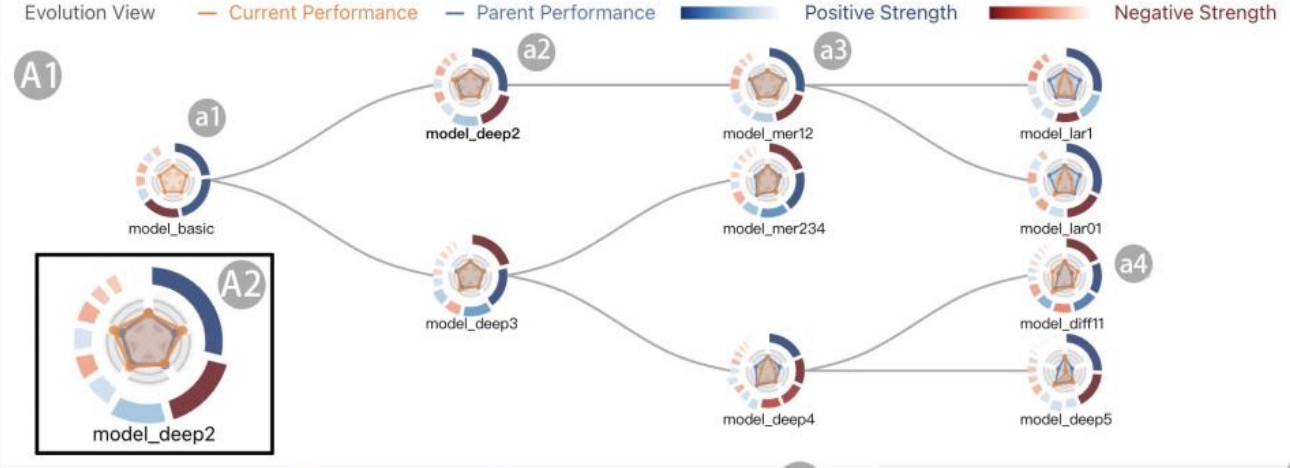 Evolution View Current Performance Parent Performance Positive Strength Negative Strength
A1
a1
a2
a3
model_deep2
model_mer12
model_lar1
model_basic
model_mer234
model_lar01
A2
a4
model_deep3
model_diff11
model_deep2
model_deep4
model_deep5